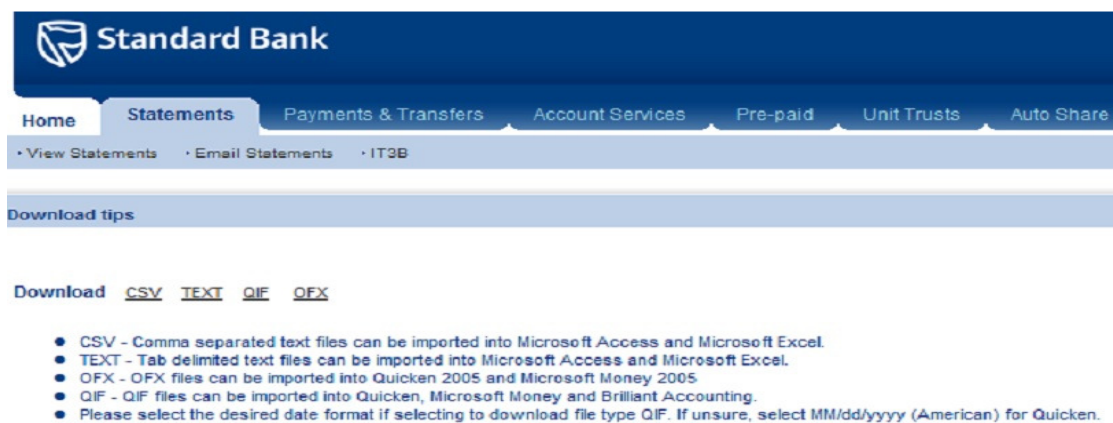 Standard Bank
Home Statements Payments & Transfers Account Services Pre-paid Unit Trusts Auto Share
• View Statements • Email Statements • IT3B
Download tips
Download CSV TEXT QIF OFX
• CSV - Comma separated text files can be imported into Microsoft Access and Microsoft Excel.
• TEXT - Tab delimited text files can be imported into Microsoft Access and Microsoft Excel.
• OFX - OFX files can be imported into Quicken 2005 and Microsoft Money 2005
• QIF - QIF files can be imported into Quicken, Microsoft Money and Brilliant Accounting.
• Please select the desired date format if selecting to download file type QIF. If unsure, select MM/dd/yyyy (American) for Quicken.